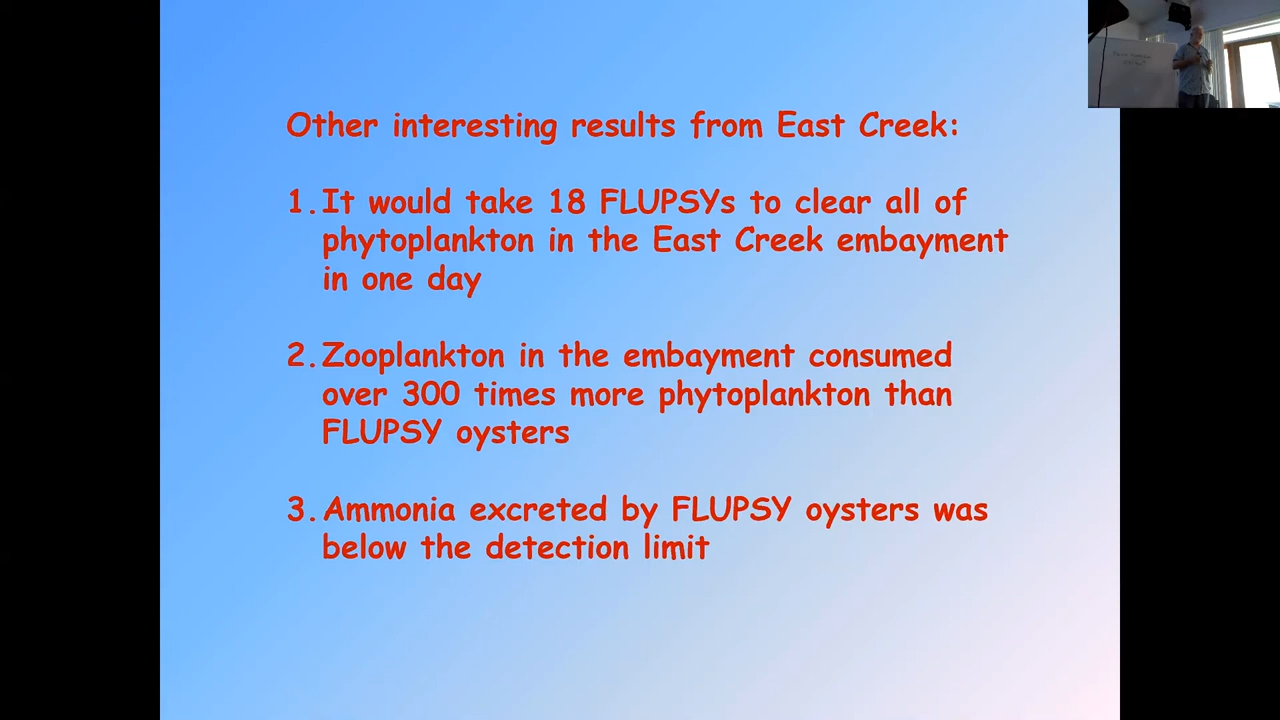 Other interesting results from East Creek:
1. It would take 18 FLUPSYs to clear all of
phytoplankton in the East Creek embayment
in one day
2. Zooplankton in the embayment consumed
over 300 times more phytoplankton than
FLUPSY oysters
3. Ammonia excreted by FLUPSY oysters was
below the detection limit